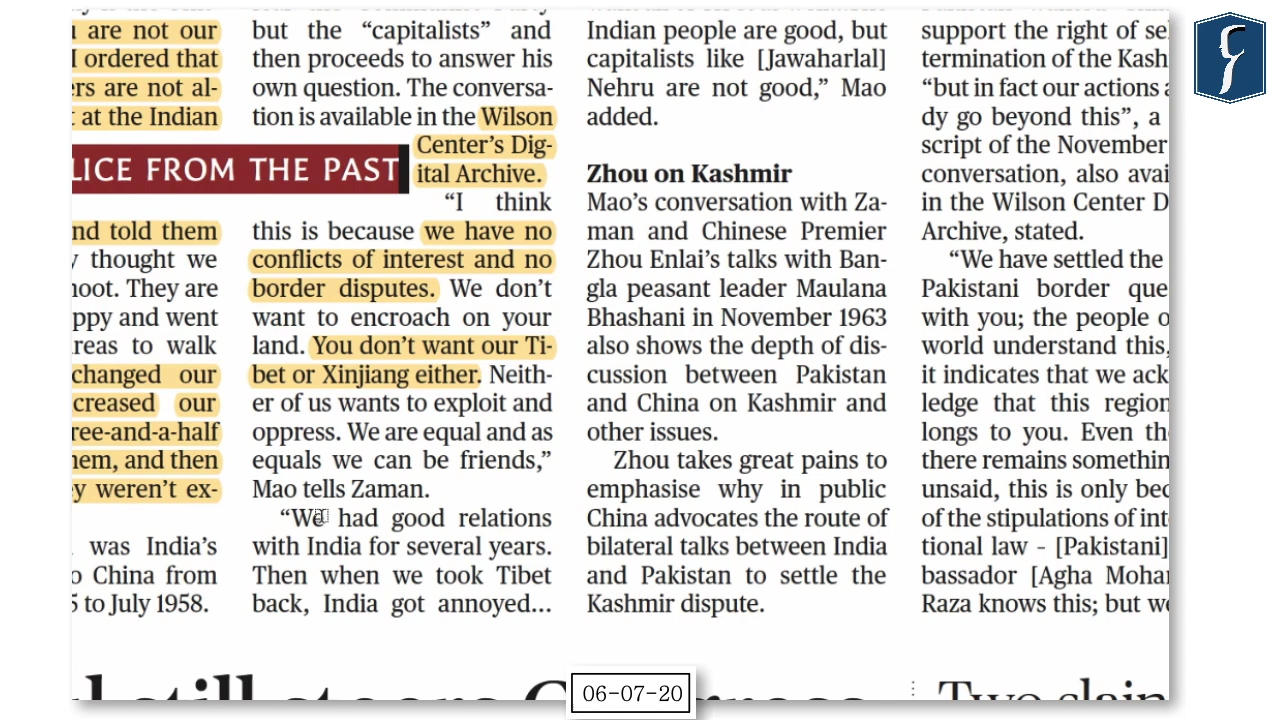 are not our
ordered that
ers are not al-
at the Indian
LICE FROM THE PAST
nd told them
thought we
hoot. They are
ppy and went
reas to walk
changed our
creased our
ree-and-a-half
hem, and then
y weren't ex-
was India's
o China from
5 to July 1958.
but the “capitalists” and
then proceeds to answer his
own question. The conversa-
tion is available in the Wilson
Center’s Dig-
ital Archive.
“I think
this is because we have no
conflicts of interest and no
border disputes. We don’t
want to encroach on your
land. You don’t want our Ti-
bet or Xinjiang either. Neith-
er of us wants to exploit and
oppress. We are equal and as
equals we can be friends,”
Mao tells Zaman.
“We had good relations
with India for several years.
Then when we took Tibet
back, India got annoyed...
Indian people are good, but
capitalists like [Jawaharlal]
Nehru are not good,” Mao
added.
Zhou on Kashmir
Mao’s conversation with Za-
man and Chinese Premier
Zhou Enlai’s talks with Ban-
gla peasant leader Maulana
Bhashani in November 1963
also shows the depth of dis-
cussion between Pakistan
and China on Kashmir and
other issues.
Zhou takes great pains to
emphasise why in public
China advocates the route of
bilateral talks between India
and Pakistan to settle the
Kashmir dispute.
support the right of se
termination of the Kash
“but in fact our actions a
dy go beyond this”, a
script of the November
conversation, also avai
in the Wilson Center D
Archive, stated.
“We have settled the
Pakistani border que
with you; the people o
world understand this,
it indicates that we ack
ledge that this region
longs to you. Even th
there remains somethin
unsaid, this is only bec
of the stipulations of int
tional law - [Pakistani]
bassador [Agha Mohar
Raza knows this; but we
06-07-20
Two slain